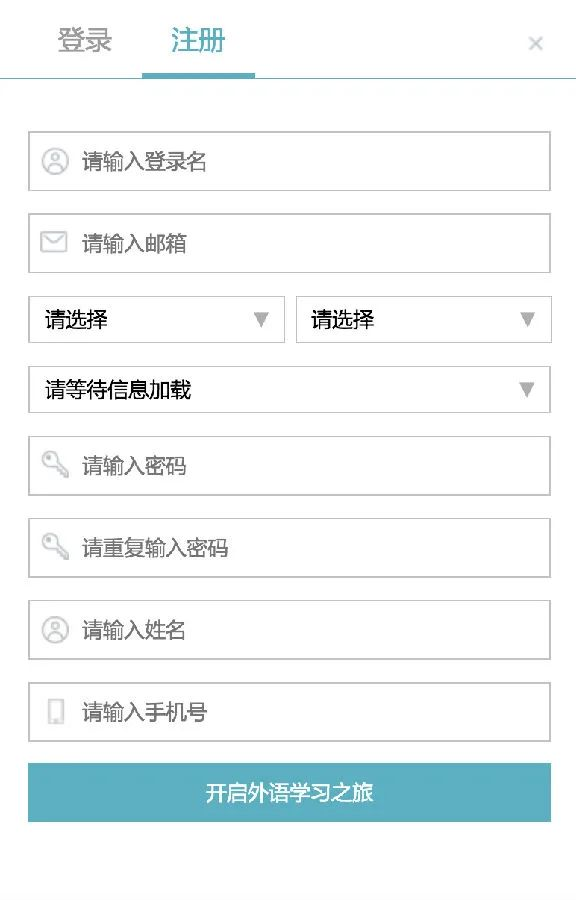 登录 注册 ×
请输入登录名
请输入邮箱
请选择 请选择
请等待信息加载
请输入密码
请重复输入密码
请输入姓名
请输入手机号
开启外语学习之旅